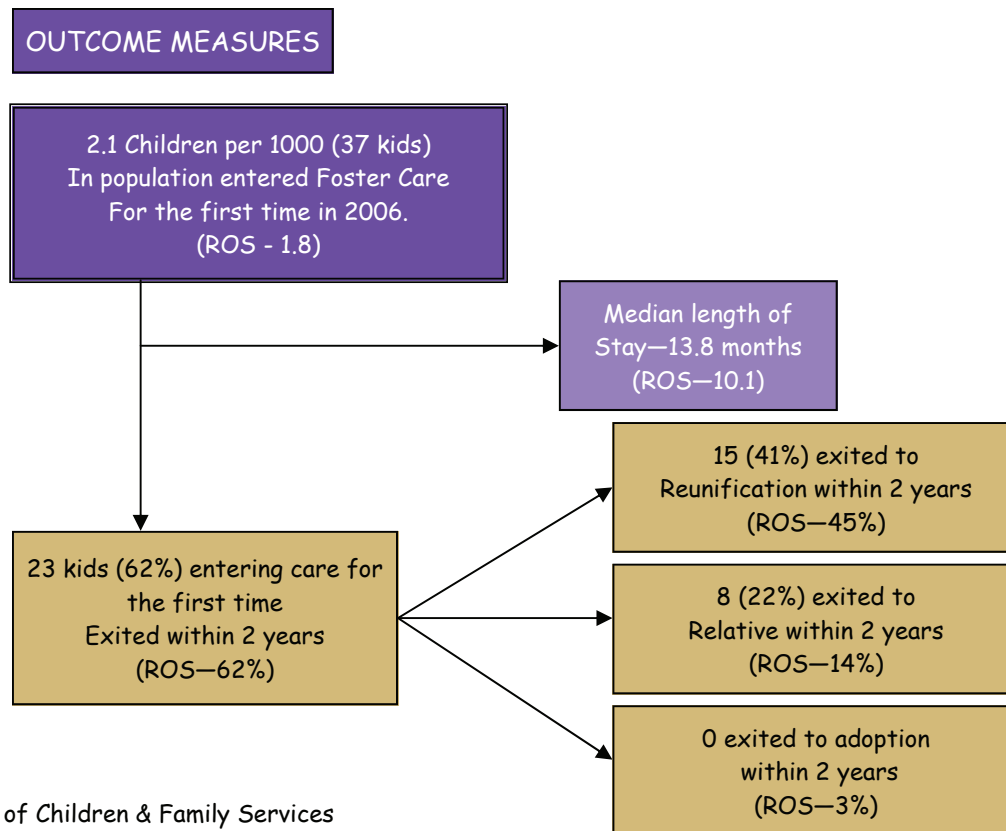 OUTCOME MEASURES
2.1 Children per 1000 (37 kids)
In population entered Foster Care
For the first time in 2006.
(ROS - 1.8)
Median length of
Stay—13.8 months
(ROS—10.1)
23 kids (62%) entering care for
the first time
Exited within 2 years
(ROS—62%)
15 (41%) exited to
Reunification within 2 years
(ROS—45%)
8 (22%) exited to
Relative within 2 years
(ROS—14%)
0 exited to adoption
within 2 years
(ROS—3%)
of Children & Family Services